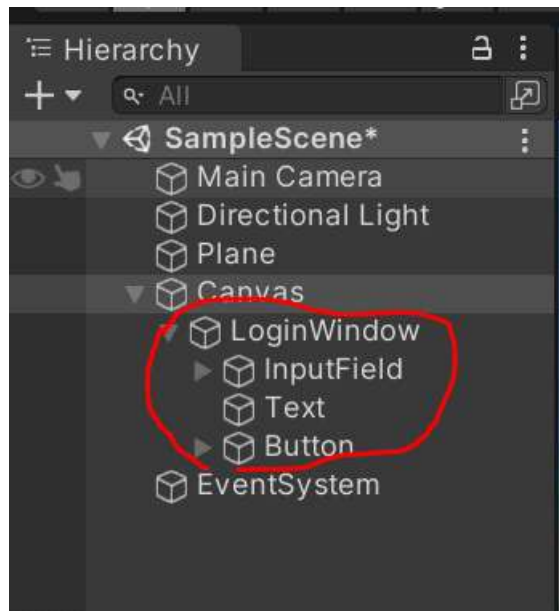 Hierarchy
All
SampleScene*
Main Camera
Directional Light
Plane
Canvas
LoginWindow
InputField
Text
Button
EventSystem